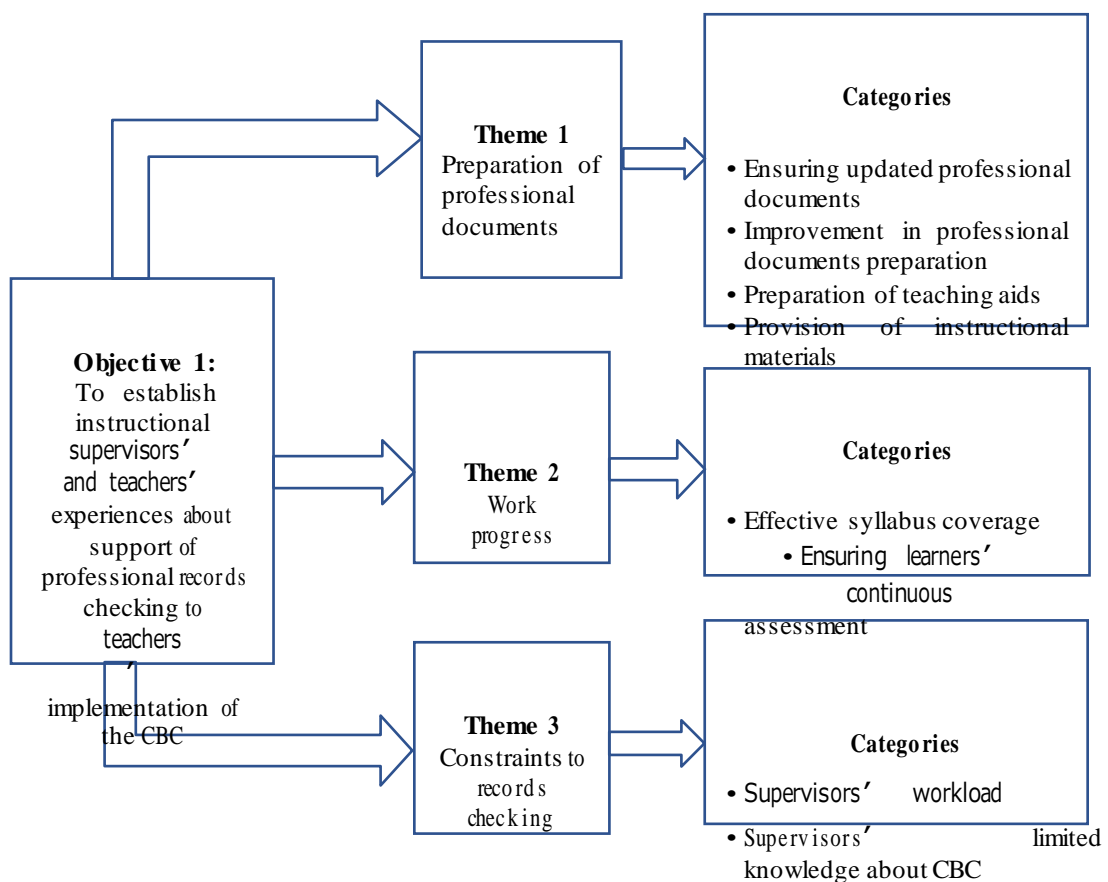 Objective 1:
To establish
instructional
supervisors’
and teachers’
experiences about
support of
professional records
checking to
teachers
’
implementation of
the CBC
Theme 1
Preparation of
professional
documents
Categories
• Ensuring updated professional
documents
• Improvement in professional
documents preparation
• Preparation of teaching aids
• Provision of instructional
materials
Theme 2
Work
progress
Categories
• Effective syllabus coverage
• Ensuring learners’
continuous
assessment
Theme 3
Constraints to
records
checking
Categories
• Supervisors’ workload
• Supervisors’ limited
knowledge about CBC